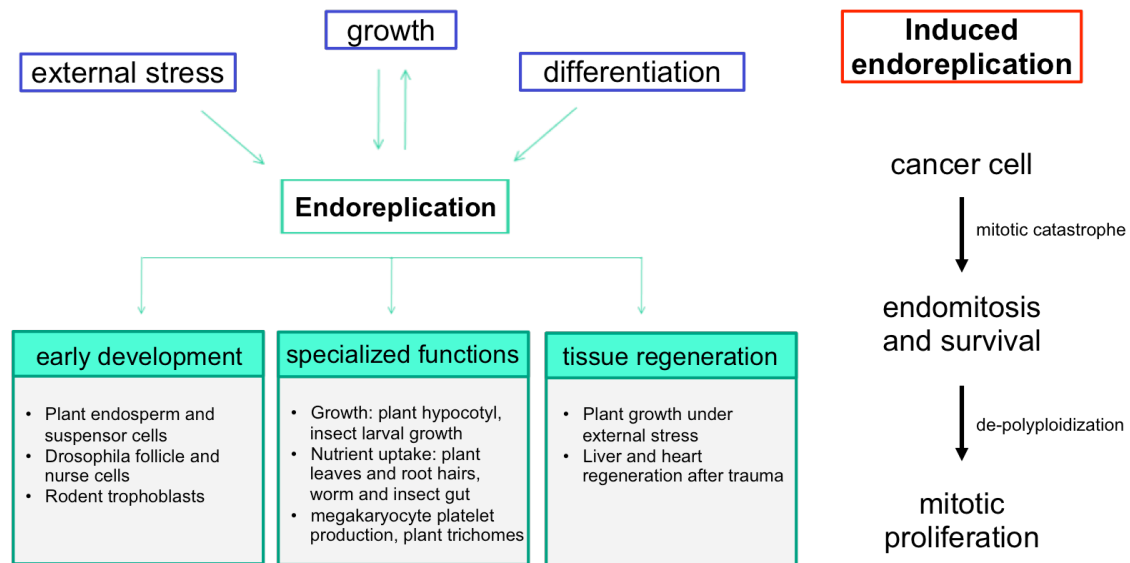 growth
external stress
differentiation
Endoreplication
early development
• Plant endosperm and
suspensor cells
• Drosophila follicle and
nurse cells
• Rodent trophoblasts
specialized functions
• Growth: plant hypocotyl,
insect larval growth
• Nutrient uptake: plant
leaves and root hairs,
worm and insect gut
• megakaryocyte platelet
production, plant trichomes
tissue regeneration
• Plant growth under
external stress
• Liver and heart
regeneration after trauma
Induced
endoreplication
cancer cell
mitotic catastrophe
endomitosis
and survival
de-polyploidization
mitotic
proliferation